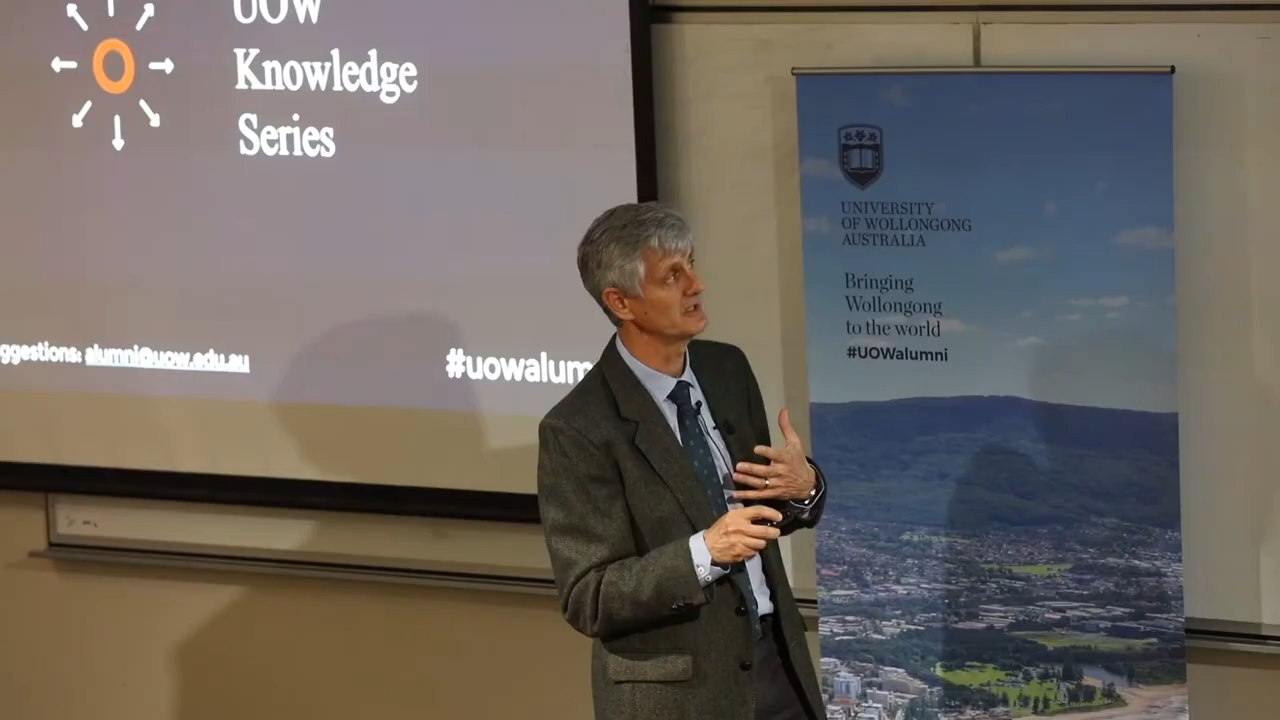 UOW
Knowledge
Series
ggestions: alumni@uow.edu.au
#uowalum
UNIVERSITY
OF WOLLONGONG
AUSTRALIA
Bringing
Wollongong
to the world
#UOWalumni